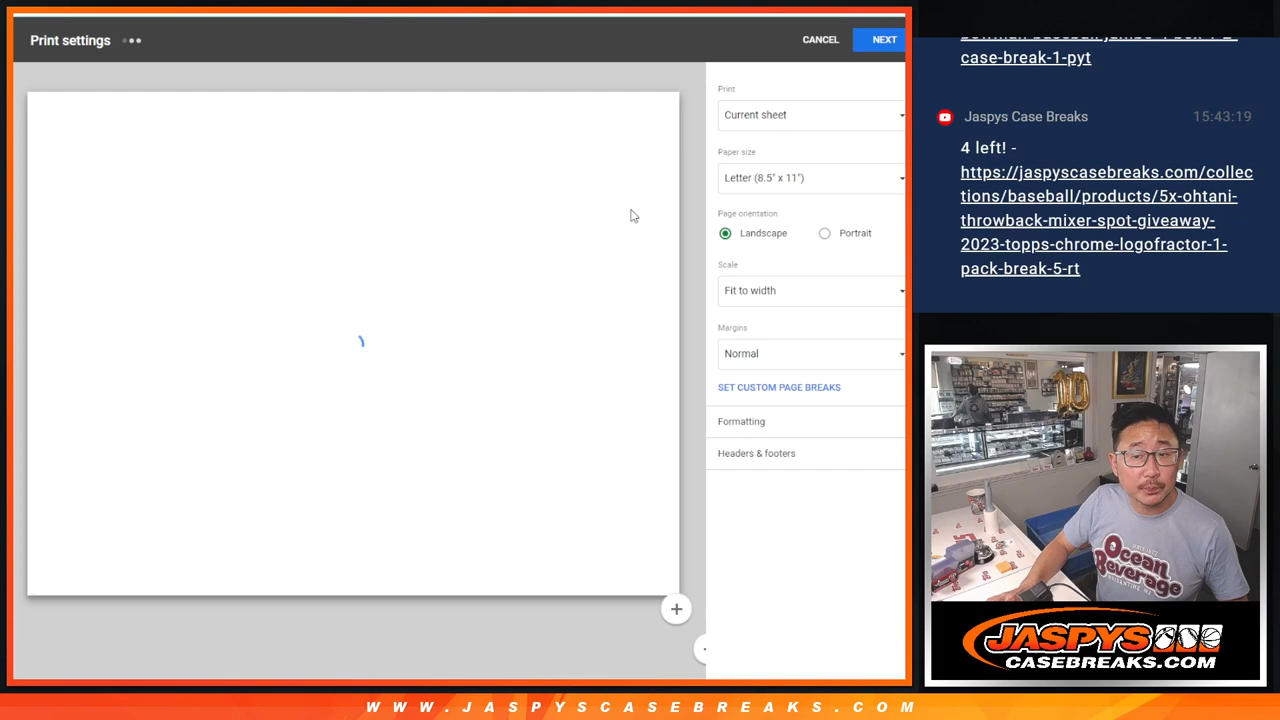 Print settings
CANCEL
NEXT
Print
Current sheet
Paper size
Letter (8.5" x 11")
Page orientation
Landscape
Portrait
Scale
Fit to width
Margins
Normal
SET CUSTOM PAGE BREAKS
Formatting
Headers & footers
case-break-1-pyt
Jaspys Case Breaks
15:43:19
4 left! -
https://jaspyscasebreaks.com/collec
tions/baseball/products/5x-ohtani-
throwback-mixer-spot-giveaway-
2023-topps-chrome-logofractor-1-
pack-break-5-rt
10
Ocean
Beverage
JASPYS
CASEBREAKS.COM
WWW.JASPYSCASEBREAKS.COM